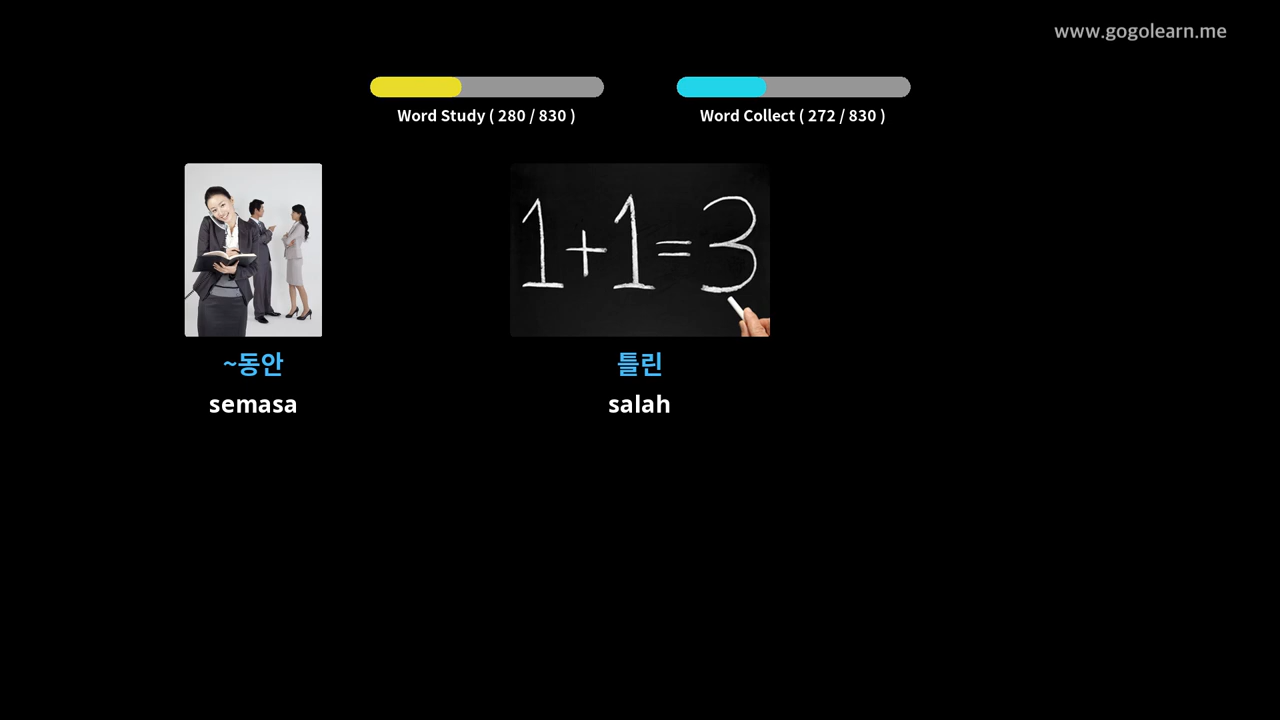 www.gogolearn.me
Word Study ( 280 / 830 )
Word Collect ( 272 / 830 )
1+1=3
~동안
틀린
semasa
salah